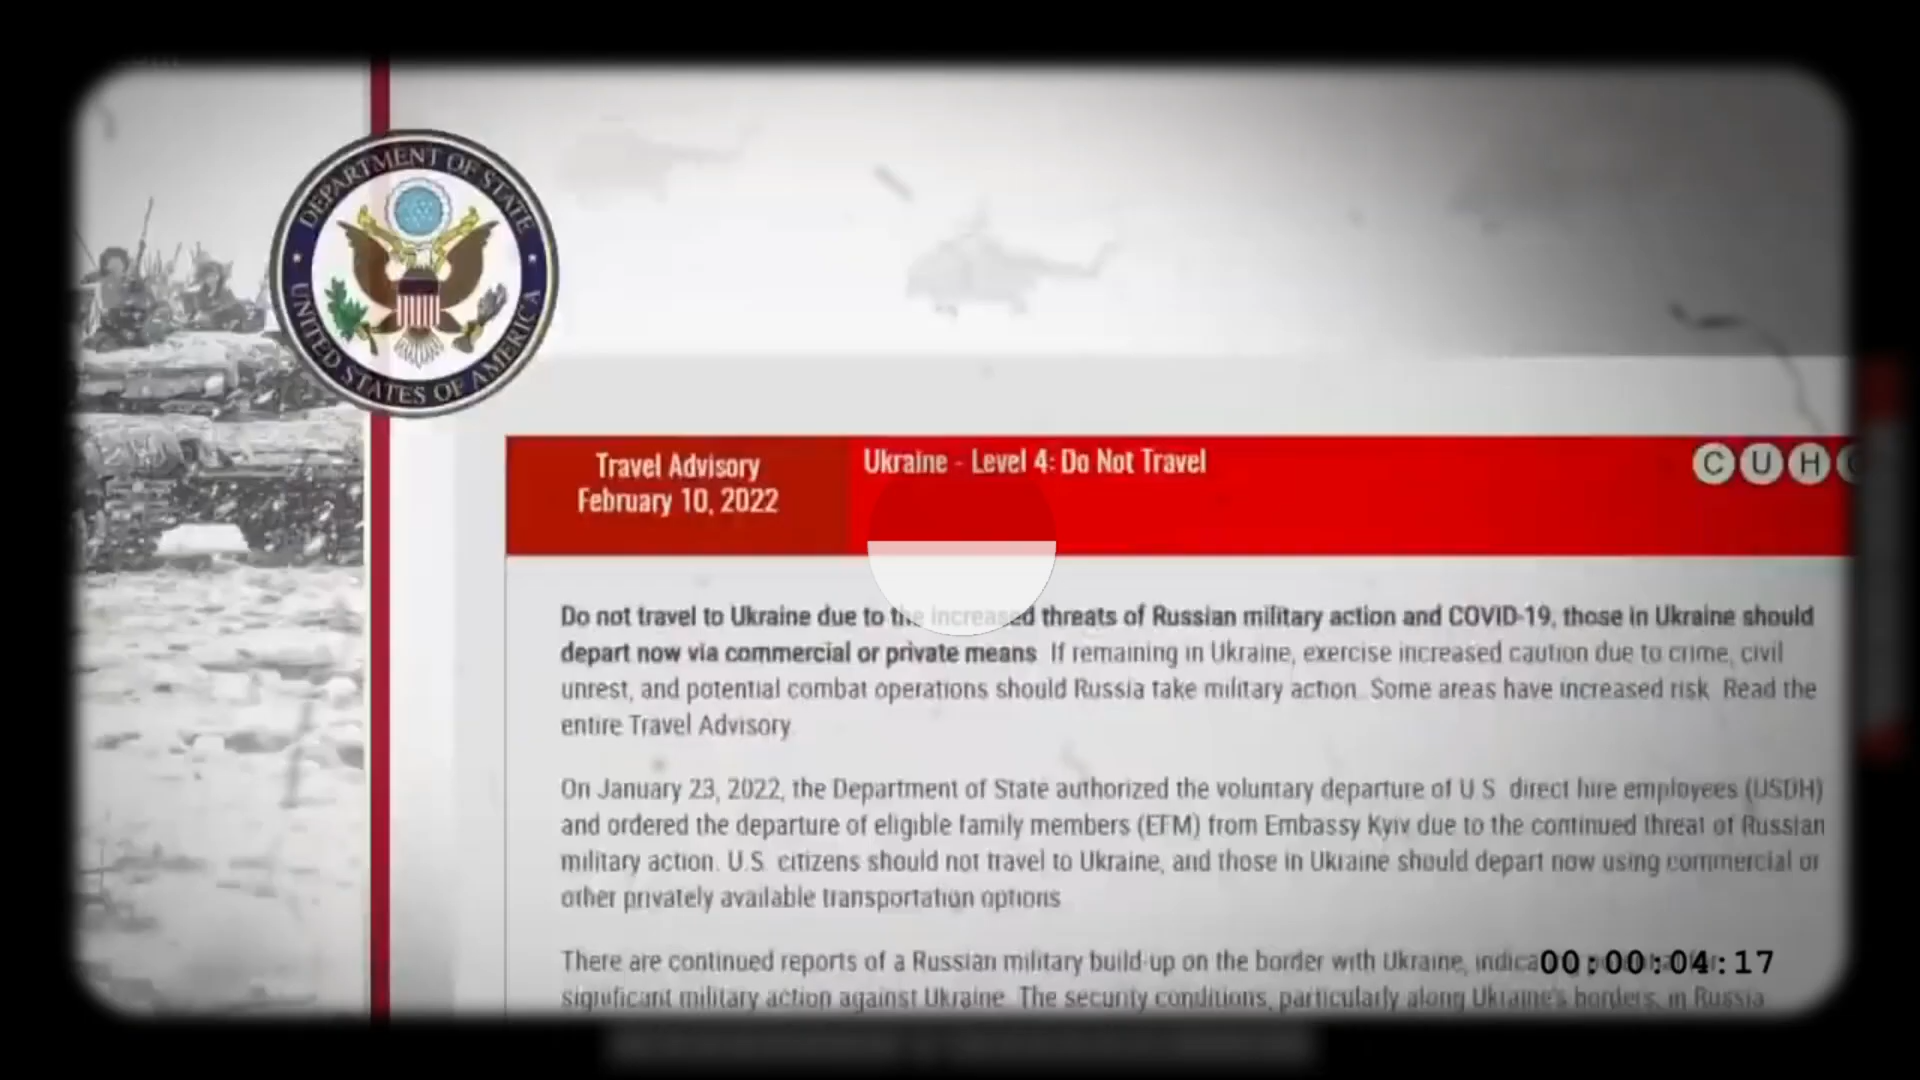 DEPARTMENT OF STATE
UNITED STATES OF AMERICA
Travel Advisory
February 10, 2022
Ukraine - Level 4: Do Not Travel
C U H
Do not travel to Ukraine due to the increased threats of Russian military action and COVID-19, those in Ukraine should
depart now via commercial or private means If remaining in Ukraine, exercise increased caution due to crime, civil
unrest, and potential combat operations should Russia take military action. Some areas have increased risk Read the
entire Travel Advisory
On January 23, 2022, the Department of State authorized the voluntary departure of U.S. direct hire employees (USDH)
and ordered the departure of eligible family members (EFM) from Embassy Kyiv due to the continued threat of Russian
military action. U.S. citizens should not travel to Ukraine, and those in Ukraine should depart now using commercial or
other privately available transportation options
There are continued reports of a Russian military build-up on the border with Ukraine,
00:00:04:17
significant military action against Ukraine. The security conditions, particularly along Ukraine's borders, in Russia